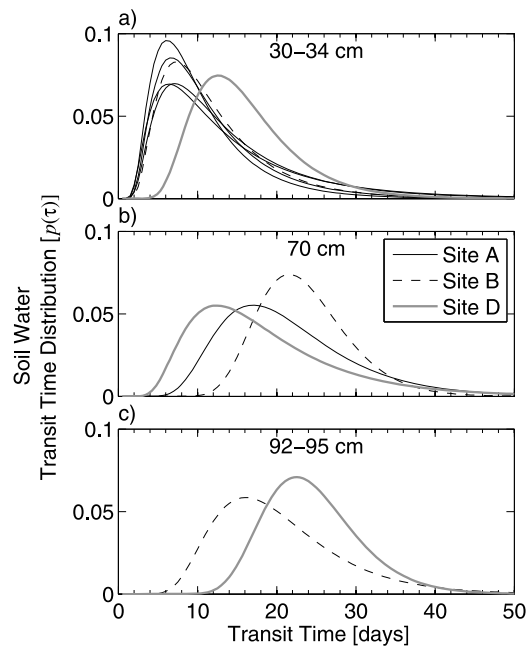 a)
0.1
30–34 cm
0.05
0
b)
0.1
70 cm
Site A
Site B
Site D
0.05
0
c)
0.1
92–95 cm
0.05
0
0 10 20 30 40 50
Transit Time [days]
Soil Water
Transit Time Distribution [p(τ)]